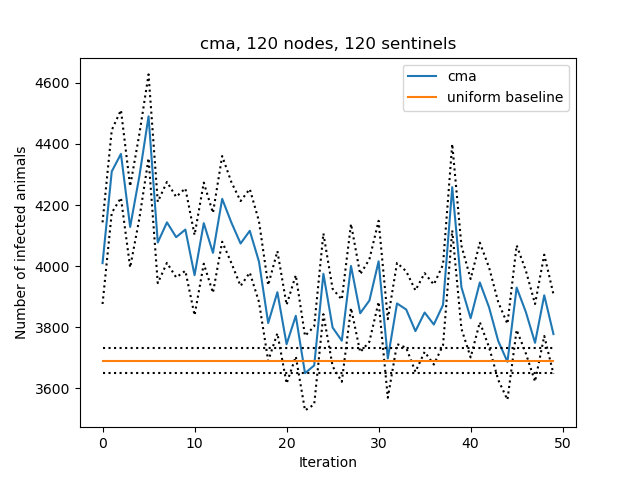 cma, 120 nodes, 120 sentinels
cma
uniform baseline
Number of infected animals
4600
4400
4200
4000
3800
3600
0 10 20 30 40 50
Iteration